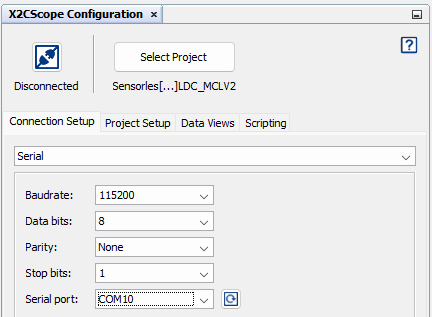 X2CScope Configuration ×
Select Project
?
Disconnected
Sensorles[...]LDC_MCLV2
Connection Setup Project Setup Data Views Scripting
Serial
Baudrate: 115200
Data bits: 8
Parity: None
Stop bits: 1
Serial port: COM10